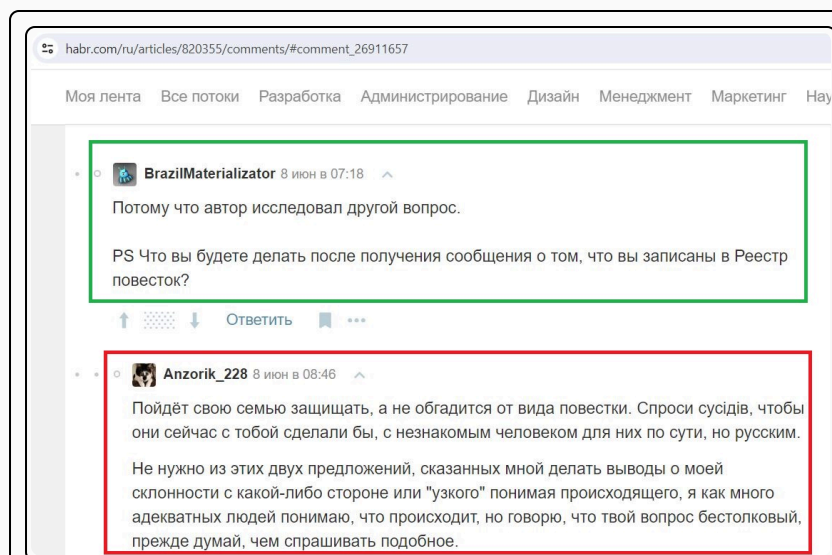 habr.com/ru/articles/820355/comments/#comment_26911657
Моя лента Все потоки Разработка Администрирование Дизайн Менеджмент Маркетинг Нау
BrazilMaterializator 8 июн в 07:18
Потому что автор исследовал другой вопрос.
PS Что вы будете делать после получения сообщения о том, что вы записаны в Реестр
повесток?
Ответить
Anzorik_228 8 июн в 08:46
Пойдёт свою семью защищать, а не обгадится от вида повестки. Спроси сусідів, чтобы
они сейчас с тобой сделали бы, с незнакомым человеком для них по сути, но русским.
Не нужно из этих двух предложений, сказанных мной делать выводы о моей
склонности с какой-либо стороне или "узкого" понимая происходящего, я как много
адекватных людей понимаю, что происходит, но говорю, что твой вопрос бестолковый,
прежде думай, чем спрашивать подобное.